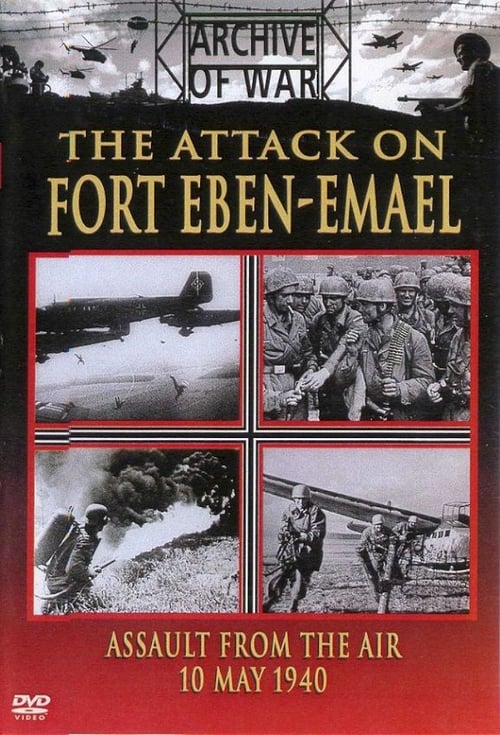 ARCHIVE
OF WAR
THE ATTACK ON
FORT EBEN-EMAEL
ASSAULT FROM THE AIR
10 MAY 1940
DVD
VIDEO